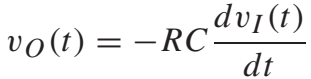 $v_O(t) = -RC\frac{dv_I(t)}{dt}$